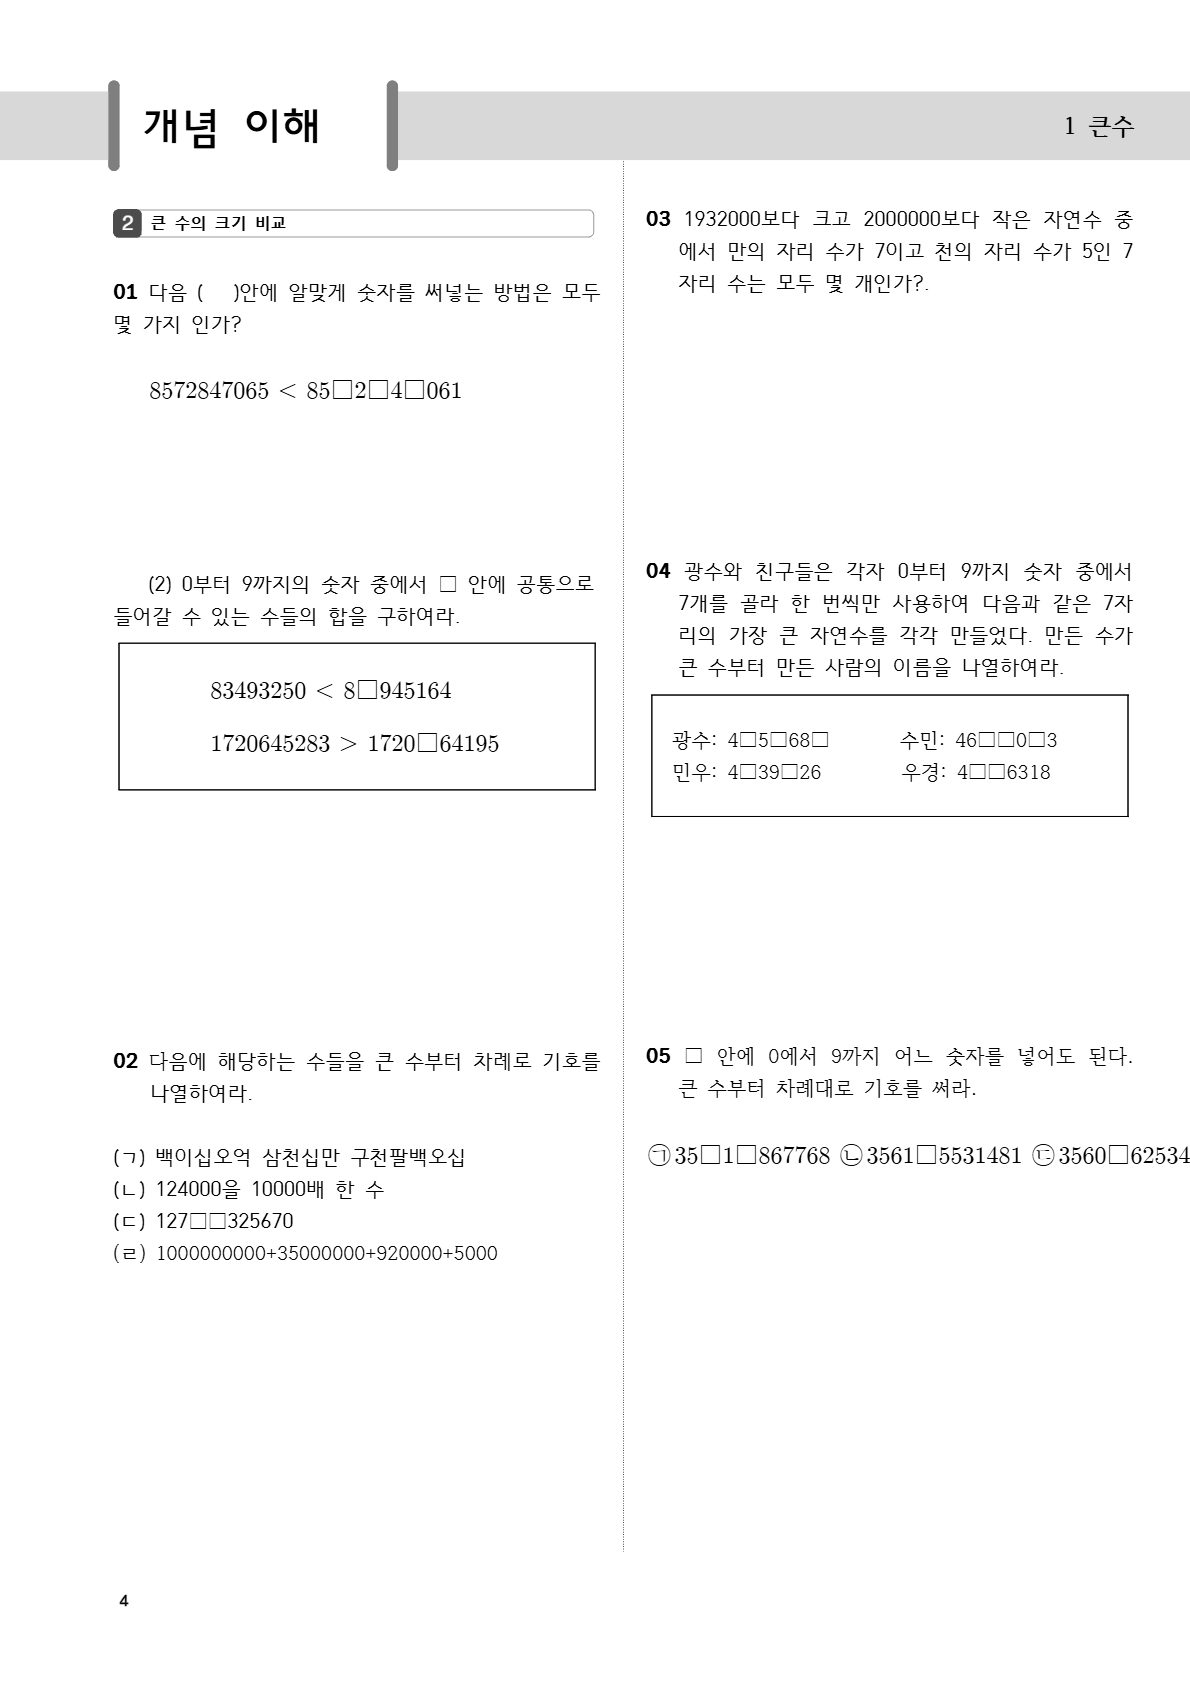 개념 이해
1 큰수
2 큰 수의 크기 비교
01 다음 (   )안에 알맞게 숫자를 써넣는 방법은 모두
몇 가지 인가?
8572847065 < 85□2□4□061
(2) 0부터 9까지의 숫자 중에서 □ 안에 공통으로
들어갈 수 있는 수들의 합을 구하여라.
83493250 < 8□945164
1720645283 > 1720□64195
02 다음에 해당하는 수들을 큰 수부터 차례로 기호를
나열하여라.
(ㄱ) 백이십오억 삼천십만 구천팔백오십
(ㄴ) 124000을 10000배 한 수
(ㄷ) 127□□325670
(ㄹ) 1000000000+35000000+920000+5000
03 1932000보다 크고 2000000보다 작은 자연수 중
에서 만의 자리 수가 7이고 천의 자리 수가 5인 7
자리 수는 모두 몇 개인가?.
04 광수와 친구들은 각자 0부터 9까지 숫자 중에서
7개를 골라 한 번씩만 사용하여 다음과 같은 7자
리의 가장 큰 자연수를 각각 만들었다. 만든 수가
큰 수부터 만든 사람의 이름을 나열하여라.
광수: 4□5□68□ 수민: 46□□0□3
민우: 4□39□26 우경: 4□□6318
05 □ 안에 0에서 9까지 어느 숫자를 넣어도 된다.
큰 수부터 차례대로 기호를 써라.
㉠35□1□867768 ㉡3561□5531481 ㉢3560□62534
4